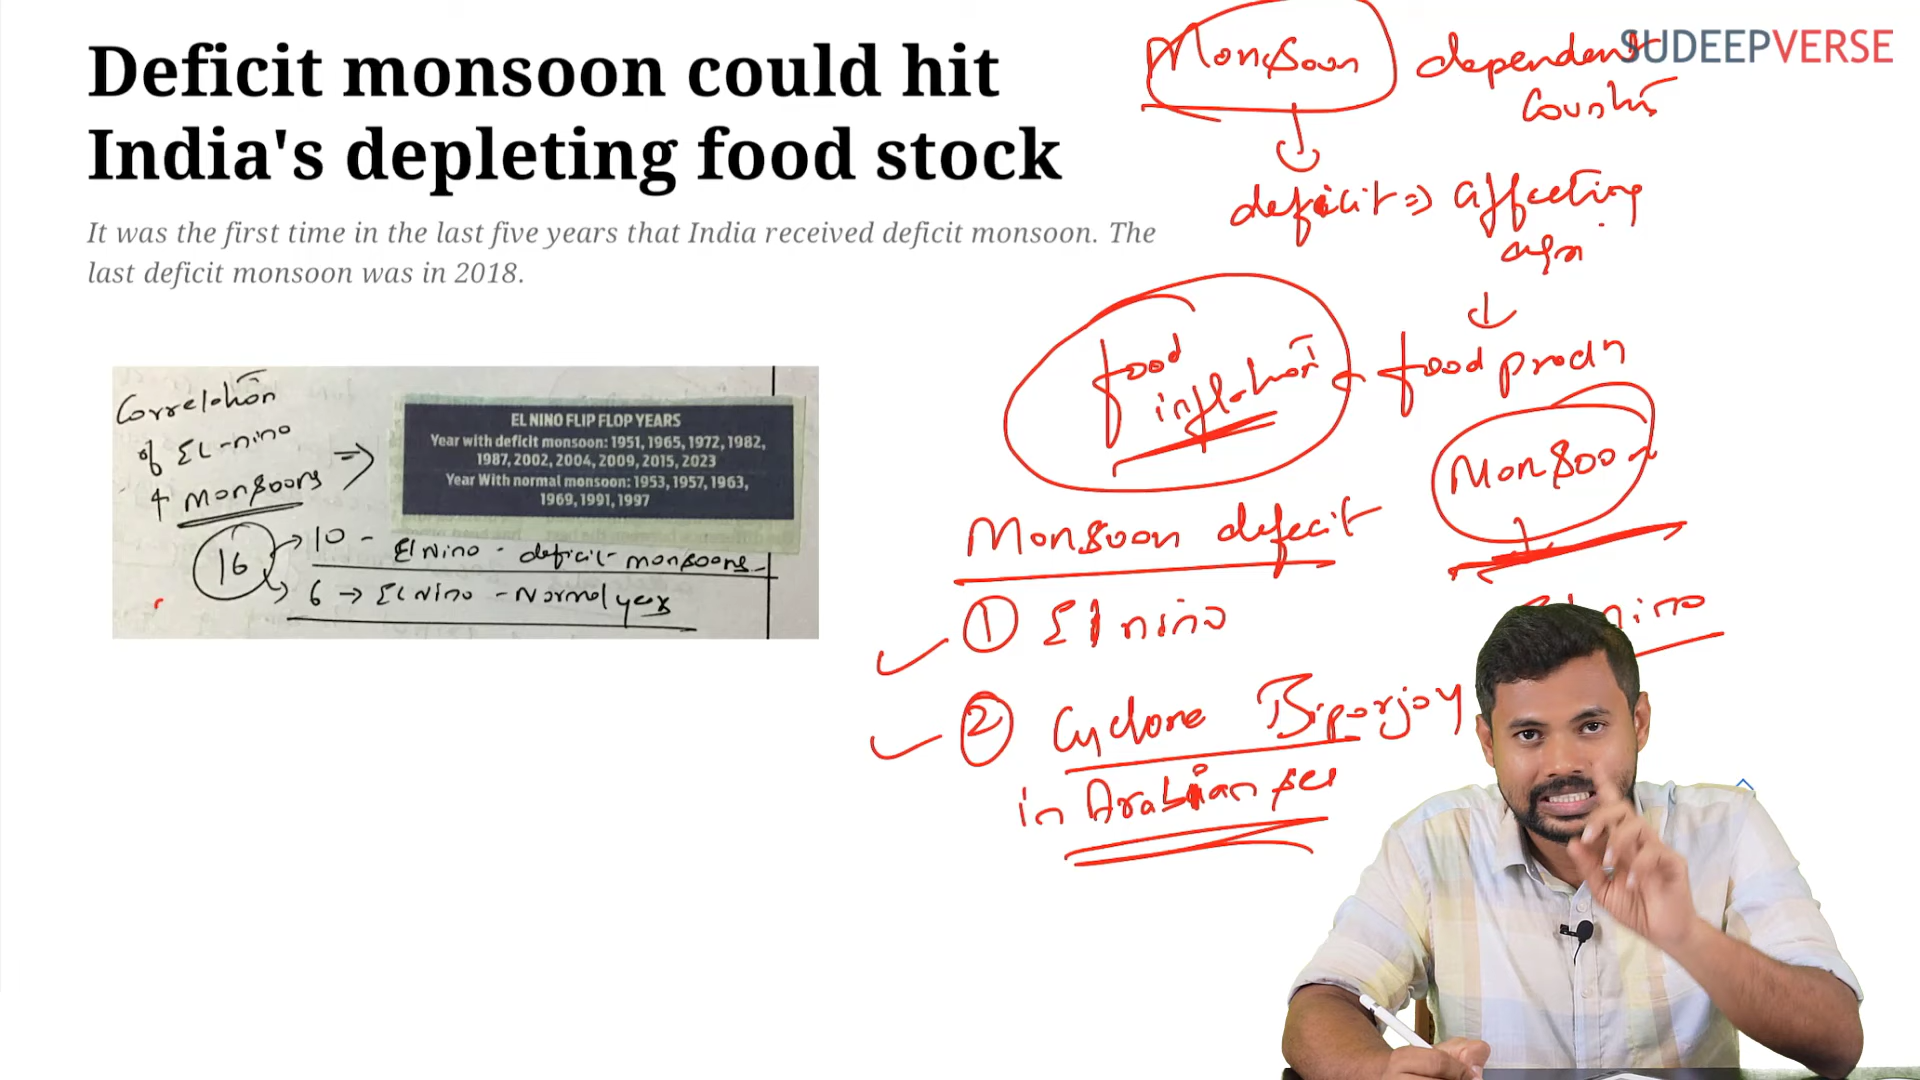 Deficit monsoon could hit
India's depleting food stock
It was the first time in the last five years that India received deficit monsoon. The
last deficit monsoon was in 2018.
Correlation
of EL-nino
+ monsoons =>
EL NINO FLIP FLOP YEARS
Year with deficit monsoon: 1951, 1965, 1972, 1982,
1987, 2002, 2004, 2009, 2015, 2023
Year With normal monsoon: 1953, 1957, 1963,
1969, 1991, 1997
16
10 - El Nino - deficit monsoons
6 → El Nino - Normal year
SUDEEPVERSE
Monsoon dependent
deficit => affecting
agri
food prodn
food
inflation
Monsoon
Monsoon defecit
① El nino
② Cyclone Biporjoy
in Arabian sea
nino